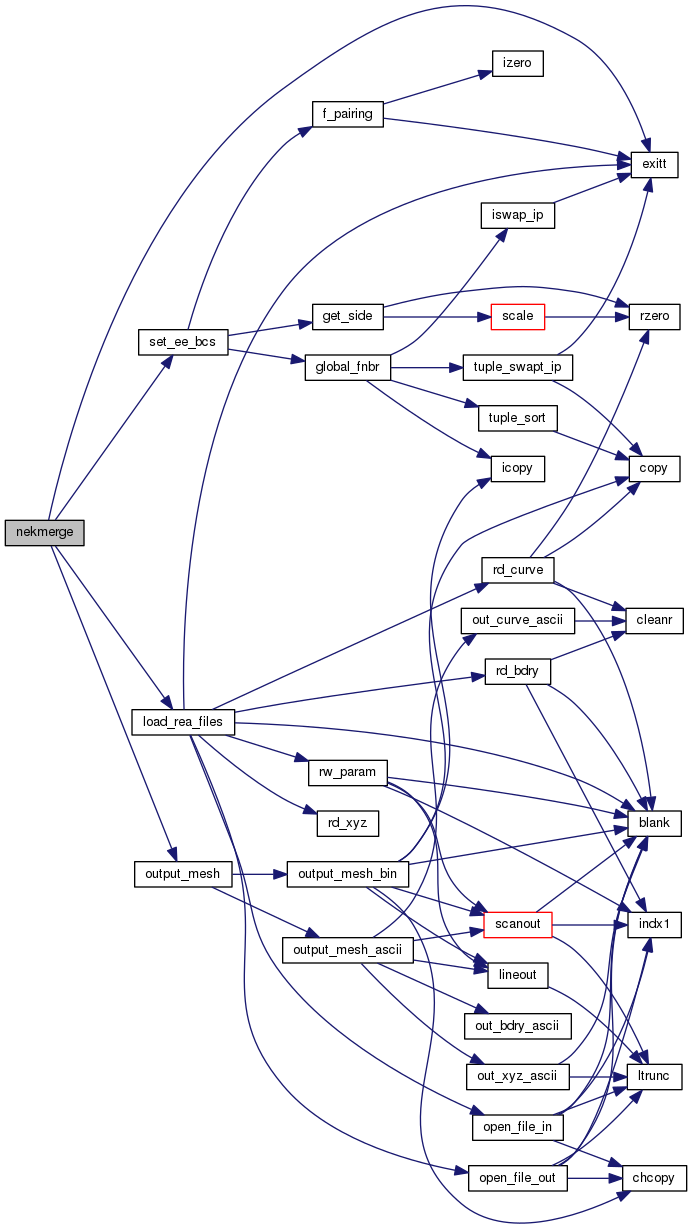 izero
f_pairing
exitt
iswap_ip
get_side
scale
rzero
set_ee_bcs
global_fnbr
tuple_swapt_ip
tuple_sort
icopy
copy
nekmerge
rd_curve
out_curve_ascii
cleanr
rd_bdry
load_rea_files
rw_param
rd_xyz
blank
output_mesh
output_mesh_bin
scanout
indx1
output_mesh_ascii
lineout
out_bdry_ascii
out_xyz_ascii
ltrunc
open_file_in
open_file_out
chcopy